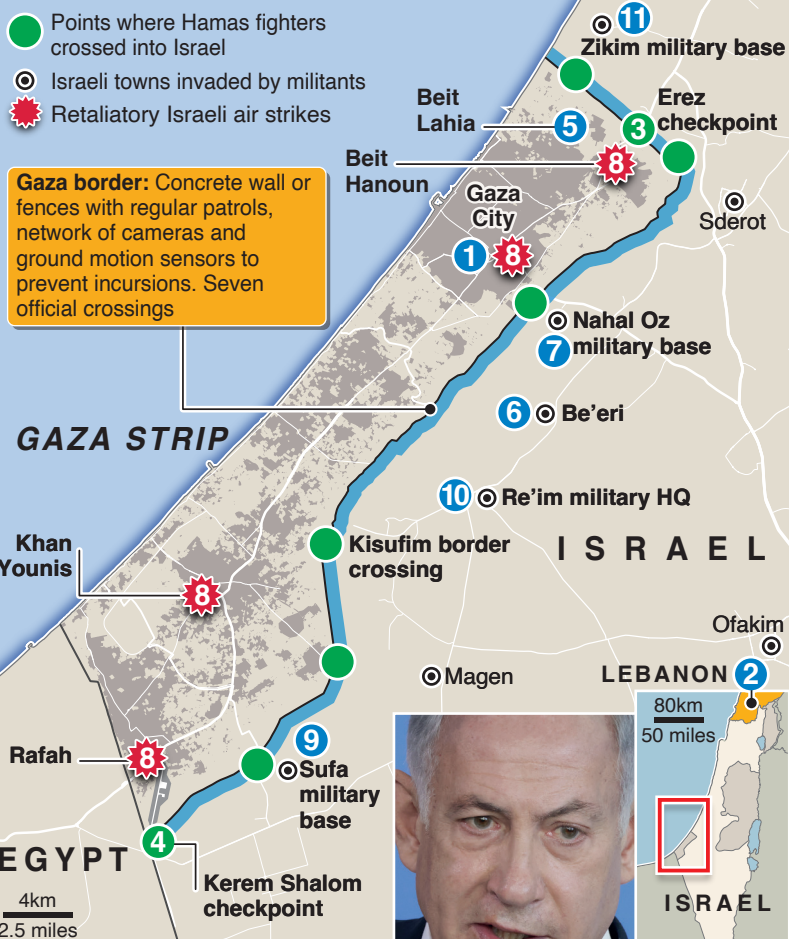 Points where Hamas fighters
crossed into Israel
Israeli towns invaded by militants
Retaliatory Israeli air strikes
11
Zikim military base
Beit
Lahia
5
3
Erez
checkpoint
Beit
Hanoun
8
Gaza border: Concrete wall or
fences with regular patrols,
network of cameras and
ground motion sensors to
prevent incursions. Seven
official crossings
Gaza
City
1
8
Sderot
Nahal Oz
7
military base
6
Be’eri
GAZA STRIP
10
Re’im military HQ
Khan
Younis
8
Kisufim border
crossing
ISRAEL
Ofakim
Magen
LEBANON
2
80km
50 miles
Rafah
8
9
Sufa
military
base
4
EGYPT
Kerem Shalom
checkpoint
4km
2.5 miles
ISRAEL